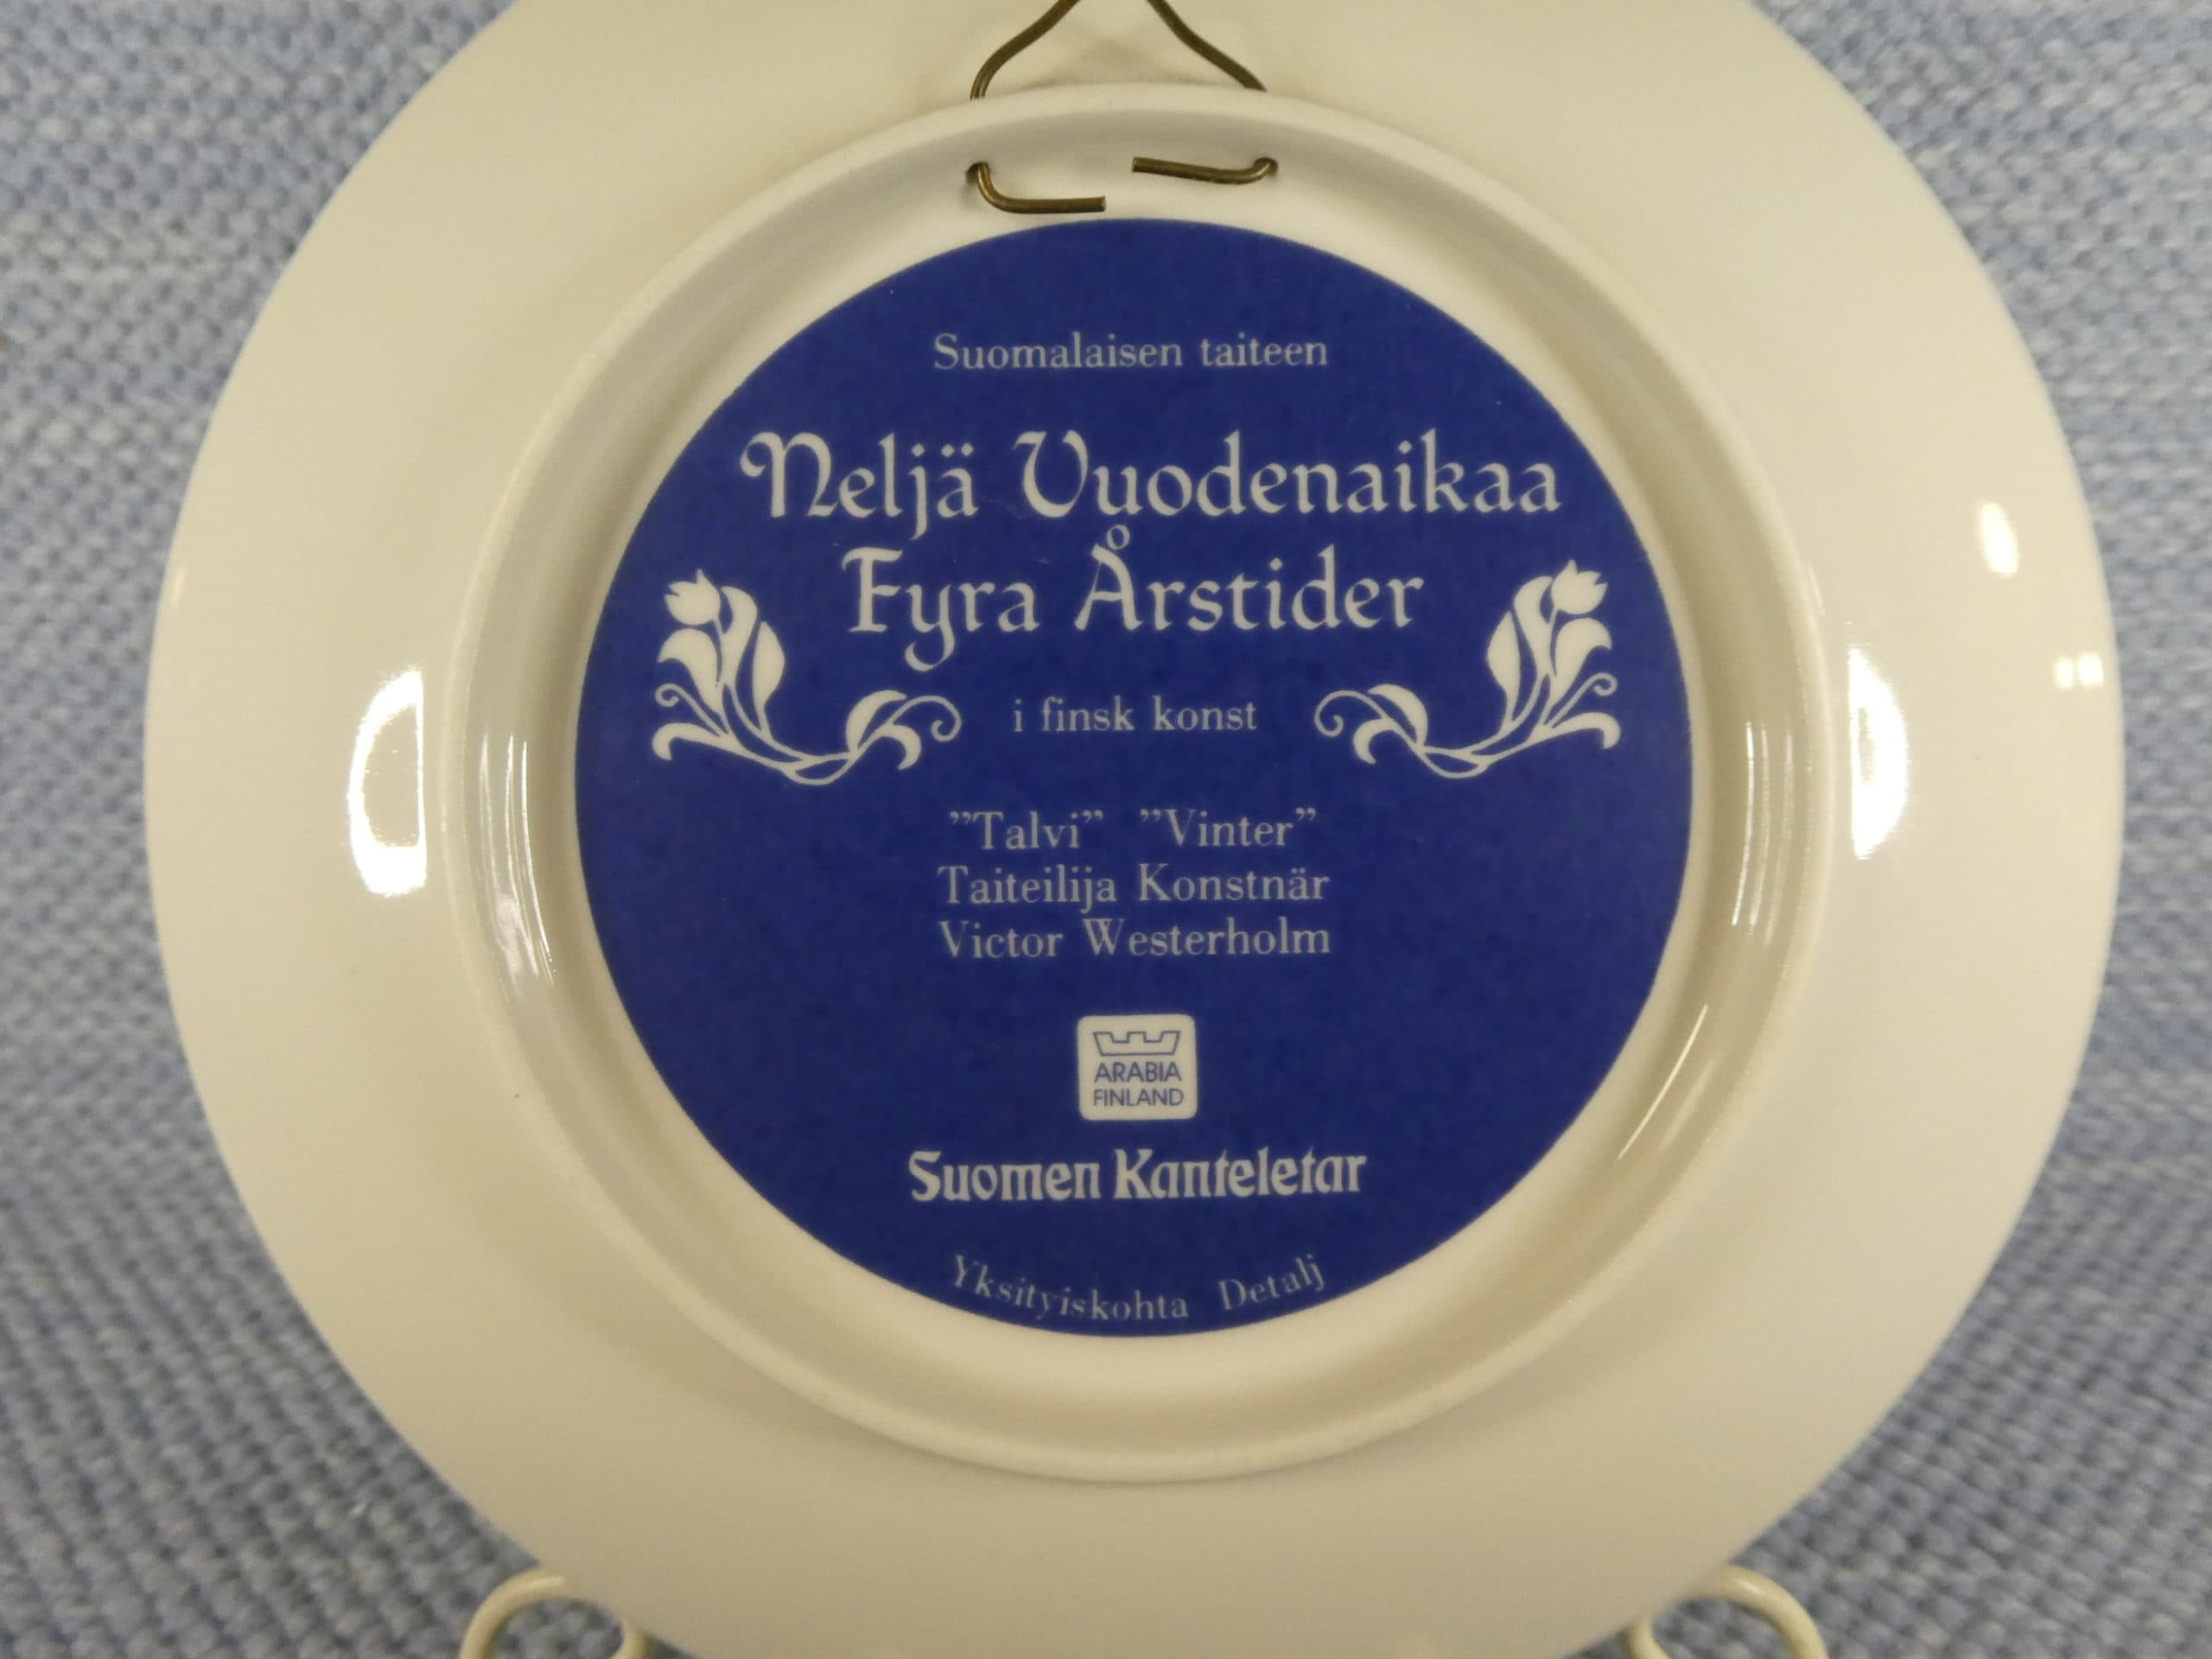 Suomalaisen taiteen
Neljä Vuodenaikaa
Fyra Årstider
i finsk konst
”Talvi” ”Vinter”
Taiteilija Konstnär
Victor Westerholm
ARABIA
FINLAND
Suomen Kanteletar
Yksityiskohta Detalj